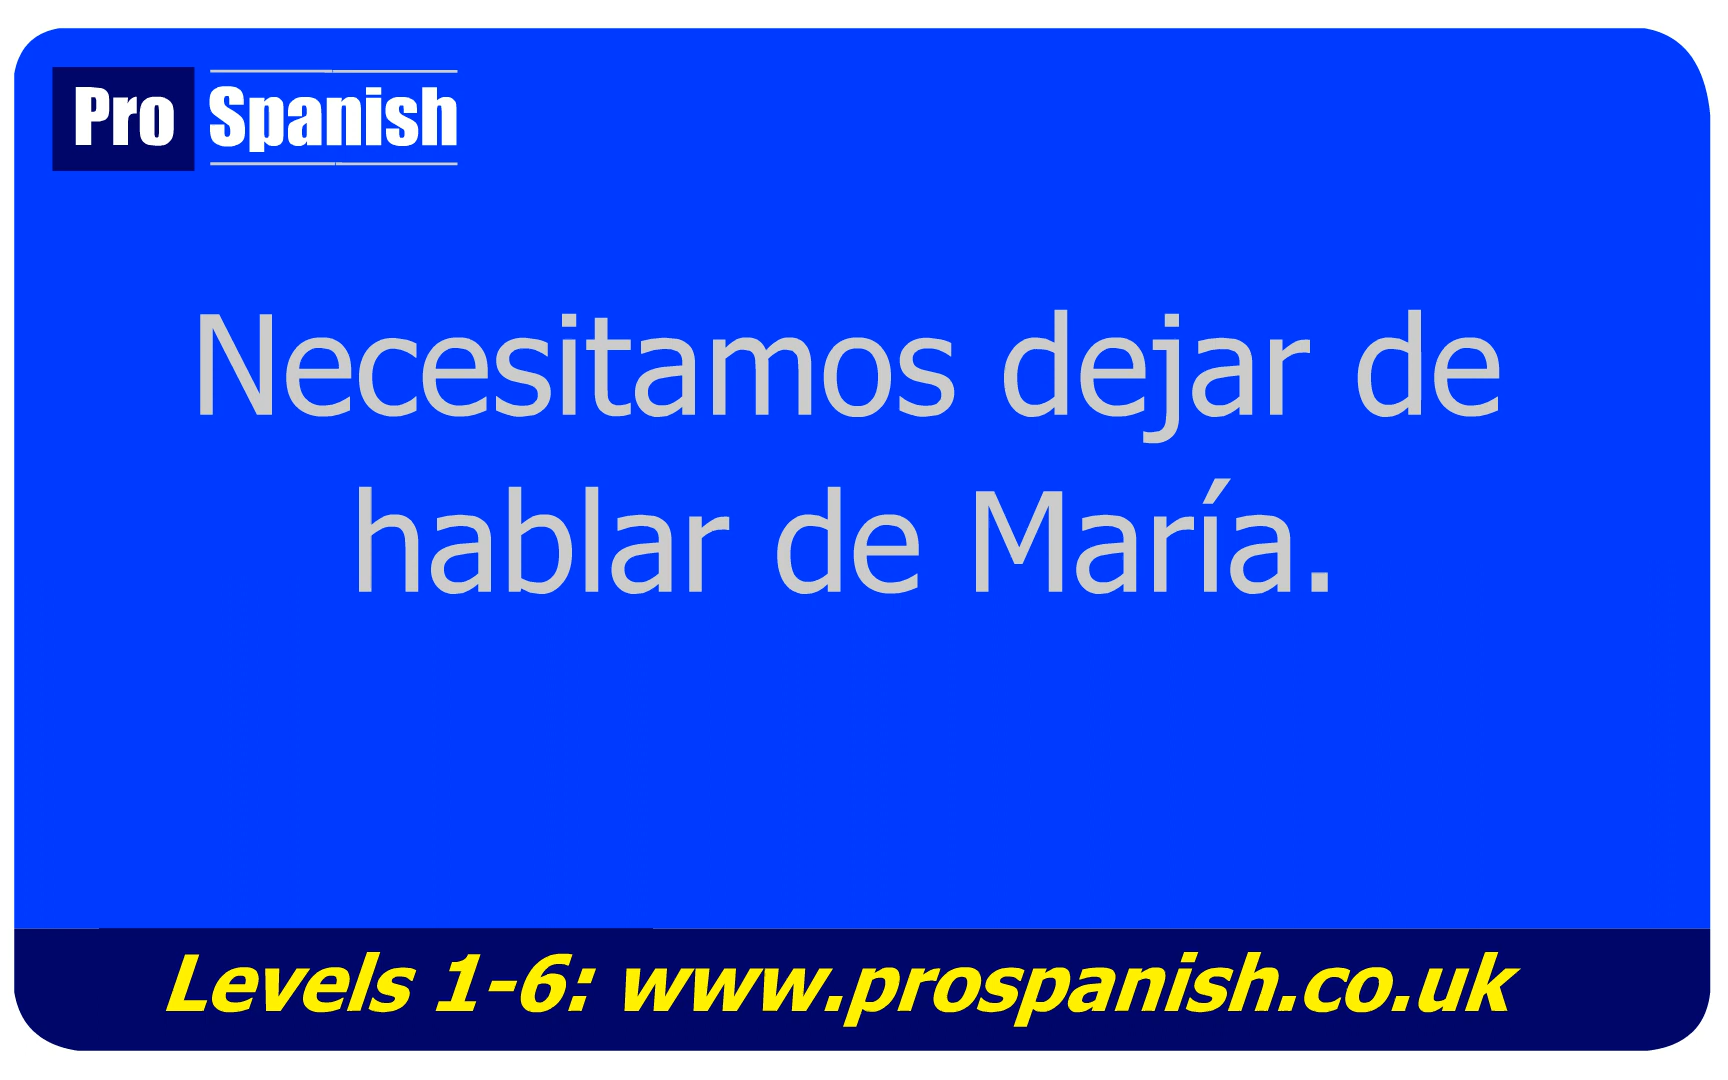 Pro Spanish
Necesitamos dejar de
hablar de María.
Levels 1-6: www.prospanish.co.uk